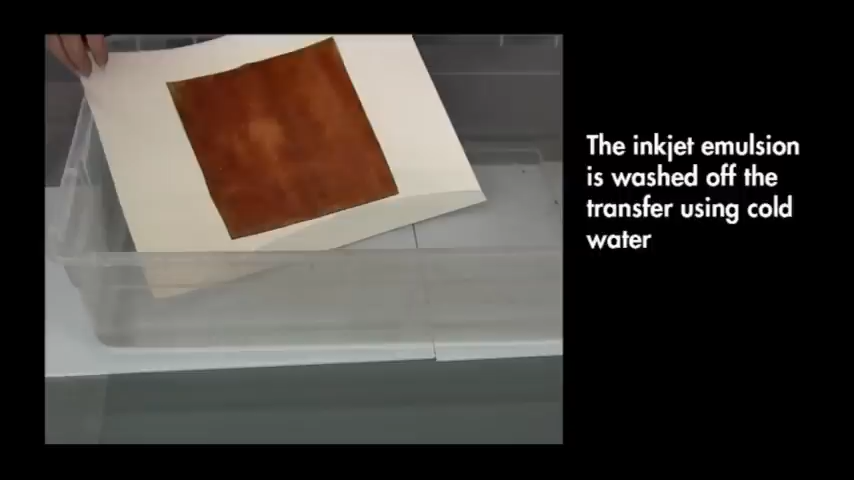 The inkjet emulsion
is washed off the
transfer using cold
water